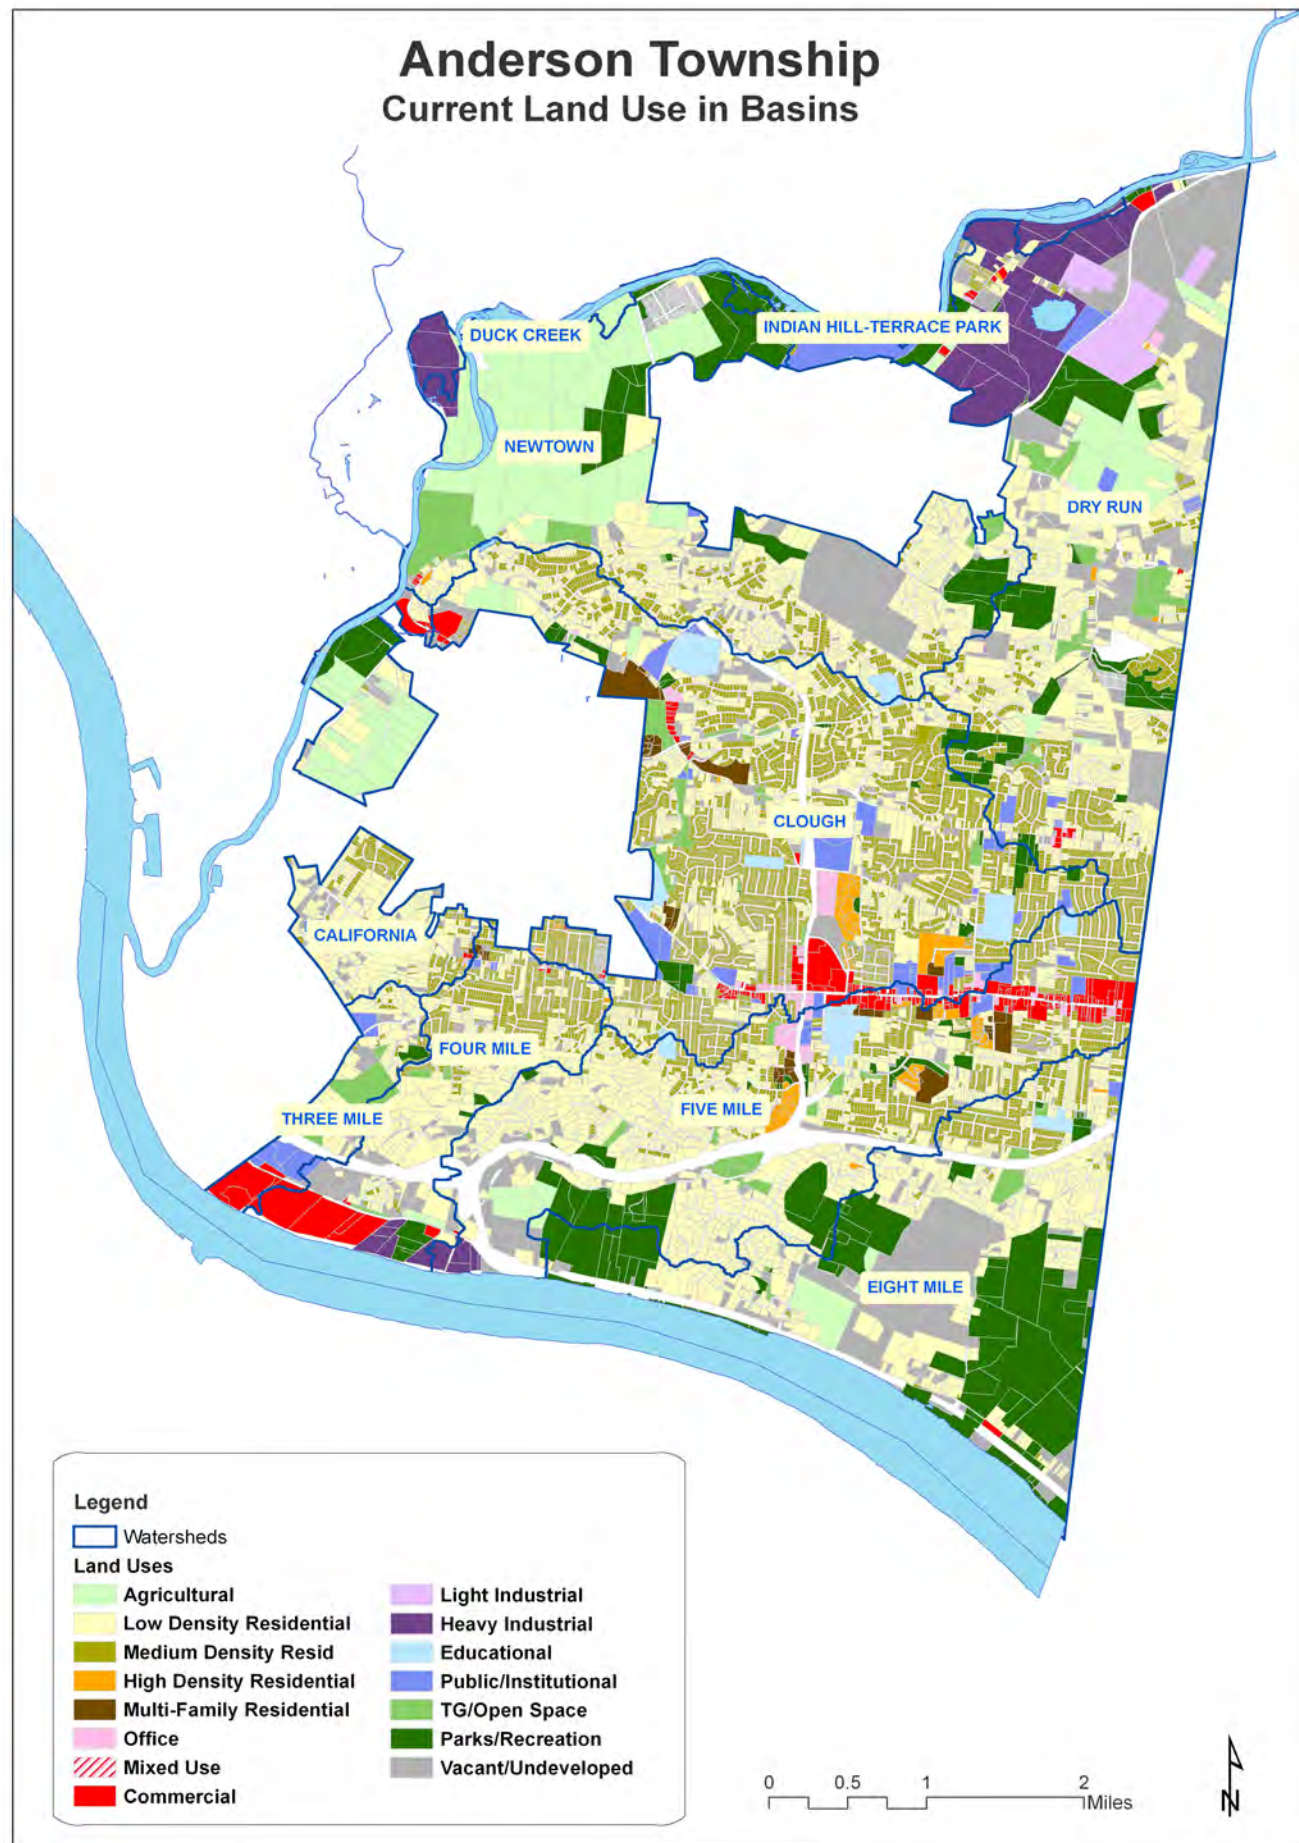 Anderson Township
Current Land Use in Basins
DUCK CREEK
INDIAN HILL-TERRACE PARK
NEWTOWN
DRY RUN
CLOUGH
CALIFORNIA
FOUR MILE
THREE MILE
FIVE MILE
EIGHT MILE
Legend
Watersheds
Land Uses
Agricultural
Low Density Residential
Medium Density Resid
High Density Residential
Multi-Family Residential
Office
Mixed Use
Commercial
Light Industrial
Heavy Industrial
Educational
Public/Institutional
TG/Open Space
Parks/Recreation
Vacant/Undeveloped
0 0.5 1 2
Miles
N